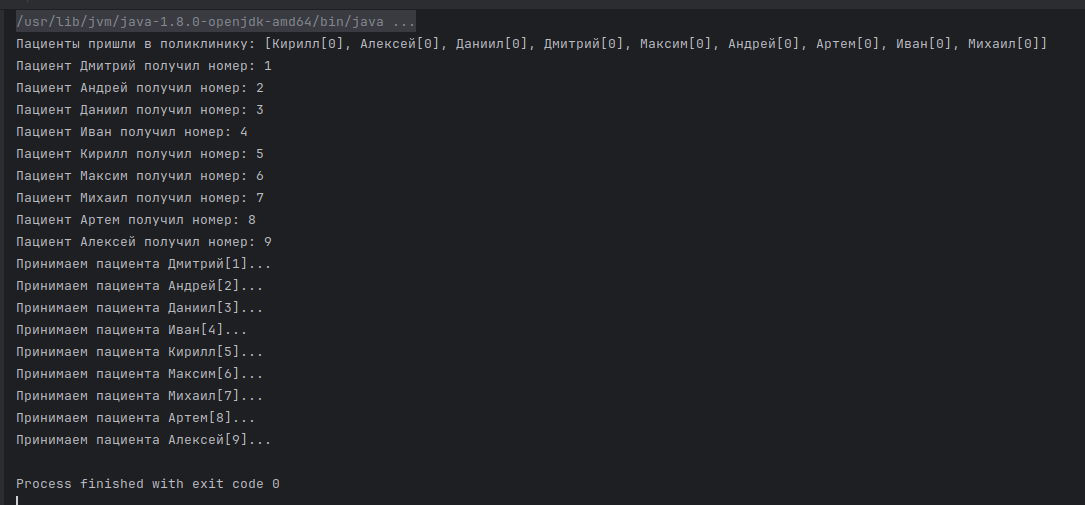 /usr/lib/jvm/java-1.8.0-openjdk-amd64/bin/java ...
Пациенты пришли в поликлинику: [Кирилл[0], Алексей[0], Даниил[0], Дмитрий[0], Максим[0], Андрей[0], Артем[0], Иван[0], Михаил[0]]
Пациент Дмитрий получил номер: 1
Пациент Андрей получил номер: 2
Пациент Даниил получил номер: 3
Пациент Иван получил номер: 4
Пациент Кирилл получил номер: 5
Пациент Максим получил номер: 6
Пациент Михаил получил номер: 7
Пациент Артем получил номер: 8
Пациент Алексей получил номер: 9
Принимаем пациента Дмитрий[1]...
Принимаем пациента Андрей[2]...
Принимаем пациента Даниил[3]...
Принимаем пациента Иван[4]...
Принимаем пациента Кирилл[5]...
Принимаем пациента Максим[6]...
Принимаем пациента Михаил[7]...
Принимаем пациента Артем[8]...
Принимаем пациента Алексей[9]...
Process finished with exit code 0